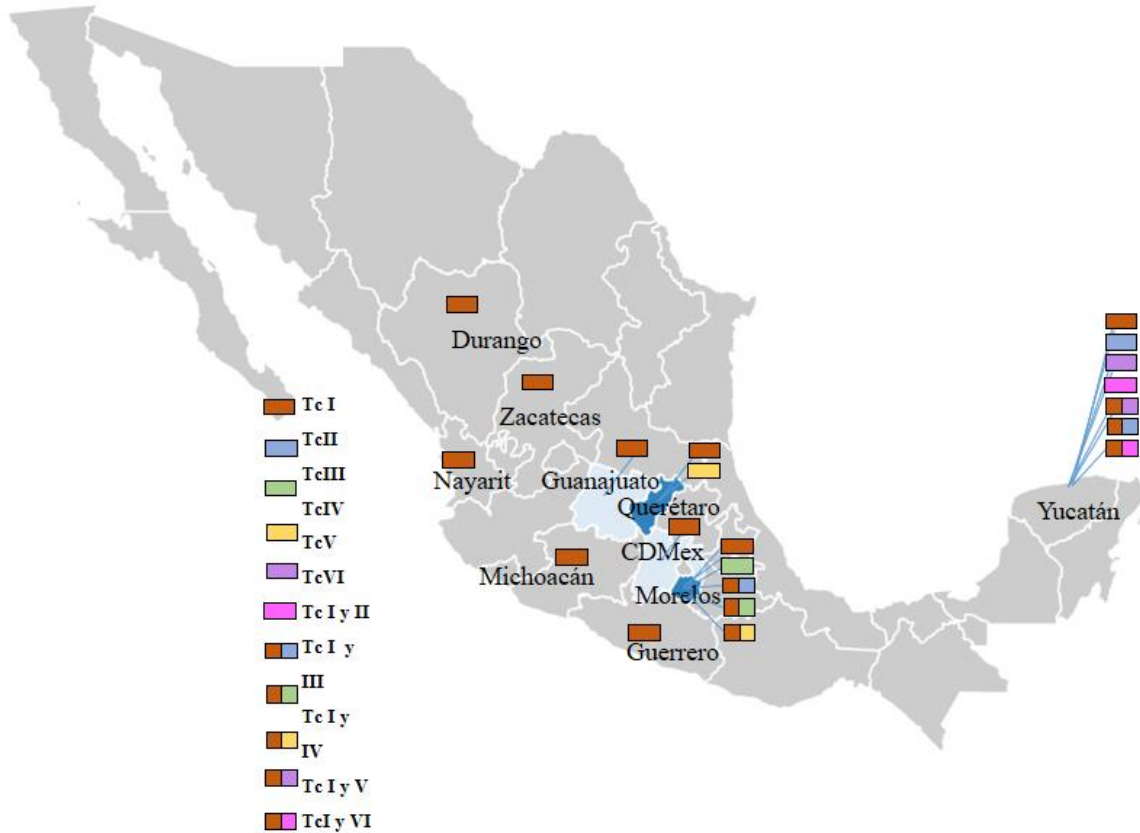 Durango
Zacatecas
Nayarit
Guanajuato
Querétaro
CDMex
Michoacán
Morelos
Guerrero
Yucatán
Tc I
TcII
TcIII
TcIV
TcV
TcVI
Tc I y II
Tc I y
III
Tc I y
IV
Tc I y V
TcI y VI